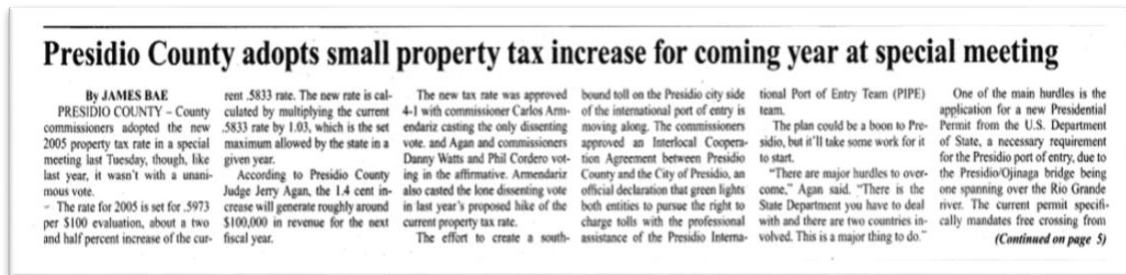 Presidio County adopts small property tax increase for coming year at special meeting
By JAMES BAE
PRESIDIO COUNTY – County
commissioners adopted the new
2005 property tax rate in a special
meeting last Tuesday, though, like
last year, it wasn't with a unani-
mous vote.
The rate for 2005 is set for .5973
per $100 evaluation, about a two
and half percent increase of the cur-
rent .5833 rate. The new rate is cal-
culated by multiplying the current
.5833 rate by 1.03, which is the set
maximum allowed by the state in a
given year.
According to Presidio County
Judge Jerry Agan, the 1.4 cent in-
crease will generate roughly around
$100,000 in revenue for the next
fiscal year.
The new tax rate was approved
4-1 with commissioner Carlos Arm-
endariz casting the only dissenting
vote. and Agan and commissioners
Danny Watts and Phil Cordero vot-
ing in the affirmative. Armendariz
also casted the lone dissenting vote
in last year's proposed hike of the
current property tax rate.
The effort to create a south-
bound toll on the Presidio city side
of the international port of entry is
moving along. The commissioners
approved an Interlocal Coopera-
tion Agreement between Presidio
County and the City of Presidio, an
official declaration that green lights
both entities to pursue the right to
charge tolls with the professional
assistance of the Presidio Interna-
tional Port of Entry Team (PIPE)
team.
The plan could be a boon to Pre-
sidio, but it'll take some work for it
to start.
"There are major hurdles to over-
come," Agan said. "There is the
State Department you have to deal
with and there are two countries in-
volved. This is a major thing to do."
One of the main hurdles is the
application for a new Presidential
Permit from the U.S. Department
of State, a necessary requirement
for the Presidio port of entry, due to
the Presidio/Ojinaga bridge being
one spanning over the Rio Grande
river. The current permit specifi-
cally mandates free crossing from
(Continued on page 5)